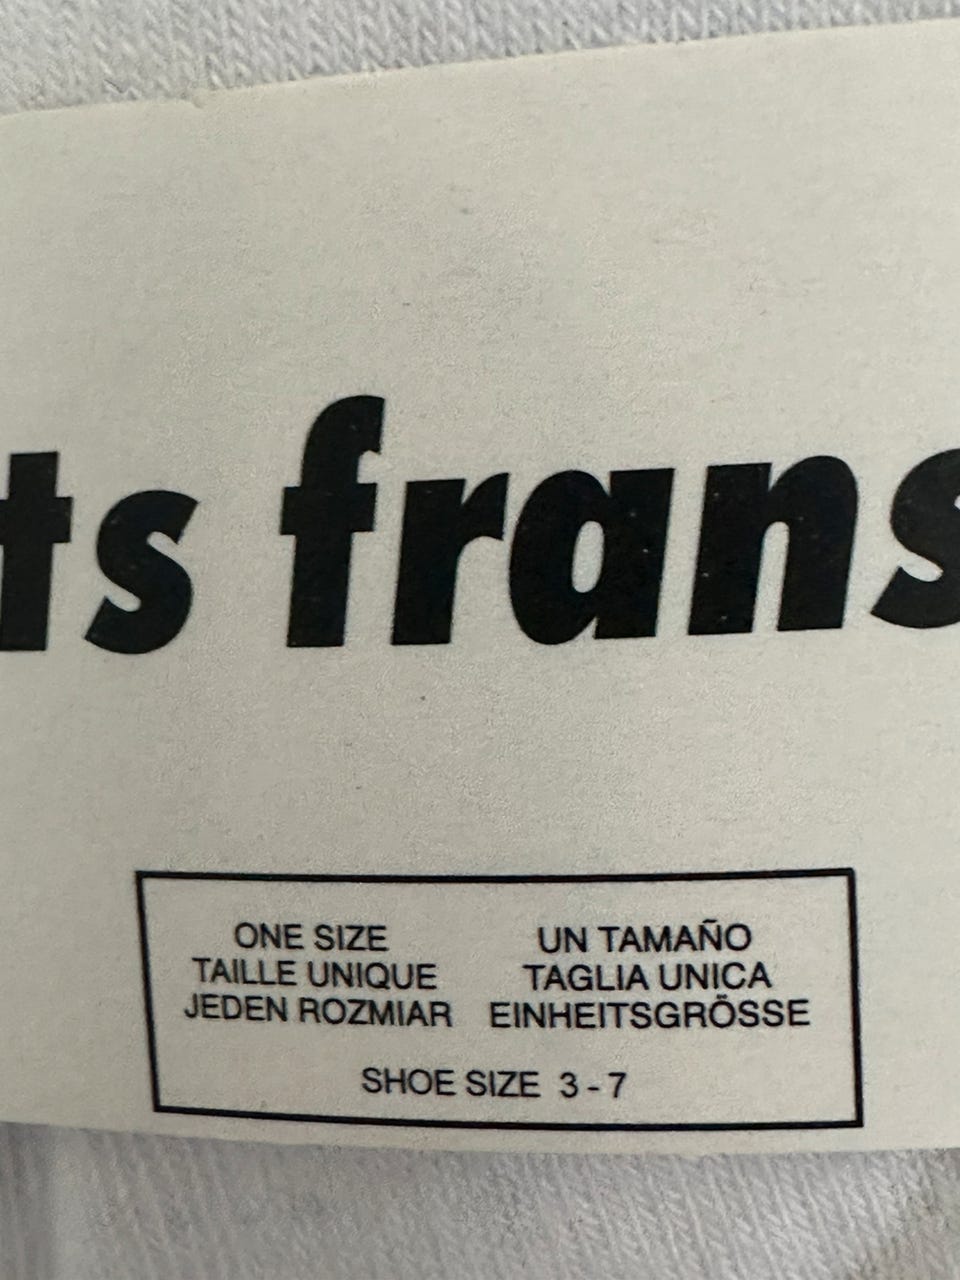 ts frans
ONE SIZE
TAILLE UNIQUE
JEDEN ROZMIAR
UN TAMAÑO
TAGLIA UNICA
EINHEITSGRÖSSE
SHOE SIZE 3 - 7